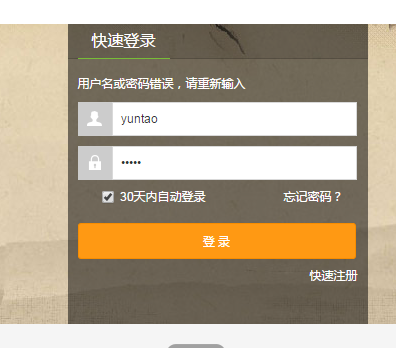 快速登录
用户名或密码错误，请重新输入
yuntao
•••••
30天内自动登录 忘记密码？
登 录
快速注册